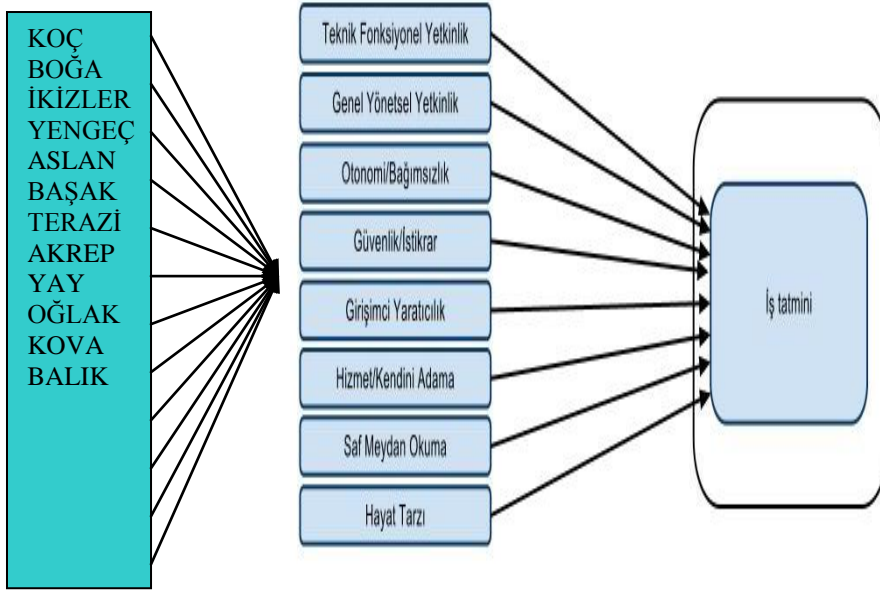 KOÇ
BOĞA
İKİZLER
YENGEÇ
ASLAN
BAŞAK
TERAZİ
AKREP
YAY
OĞLAK
KOVA
BALIK
Teknik Fonksiyonel Yetkinlik
Genel Yönetsel Yetkinlik
Otonomi/Bağımsızlık
Güvenlik/İstikrar
Girişimci Yaratıcılık
Hizmet/Kendini Adama
Saf Meydan Okuma
Hayat Tarzı
İş tatmini